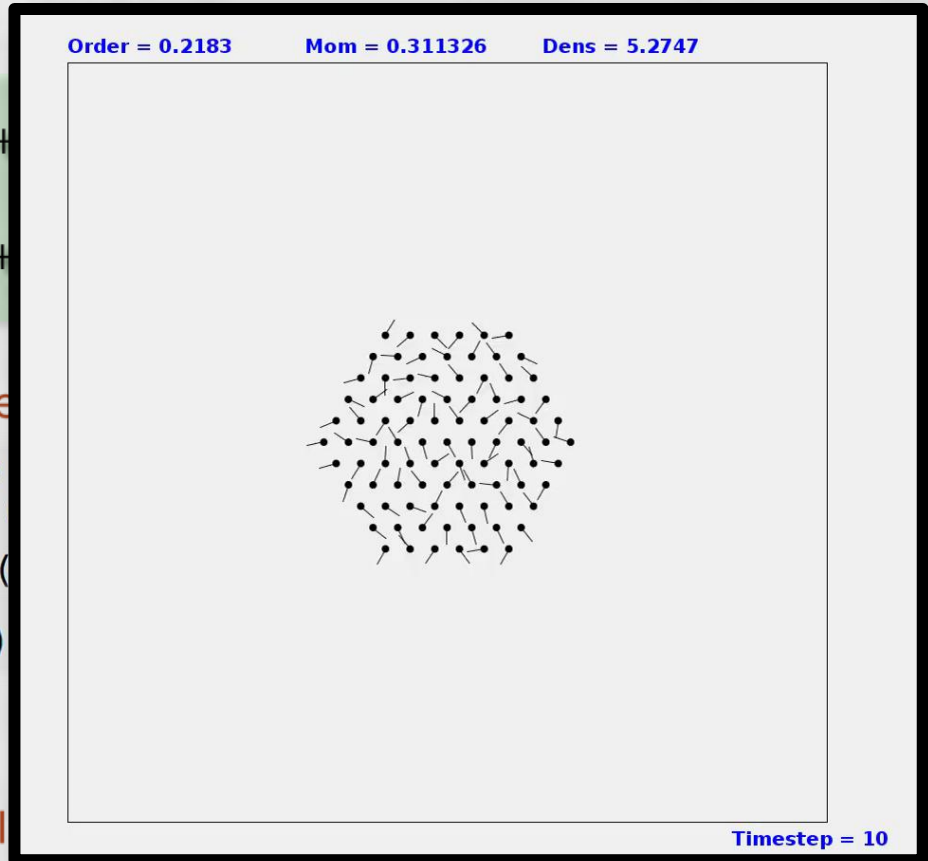 Order = 0.2183 Mom = 0.311326 Dens = 5.2747
Timestep = 10